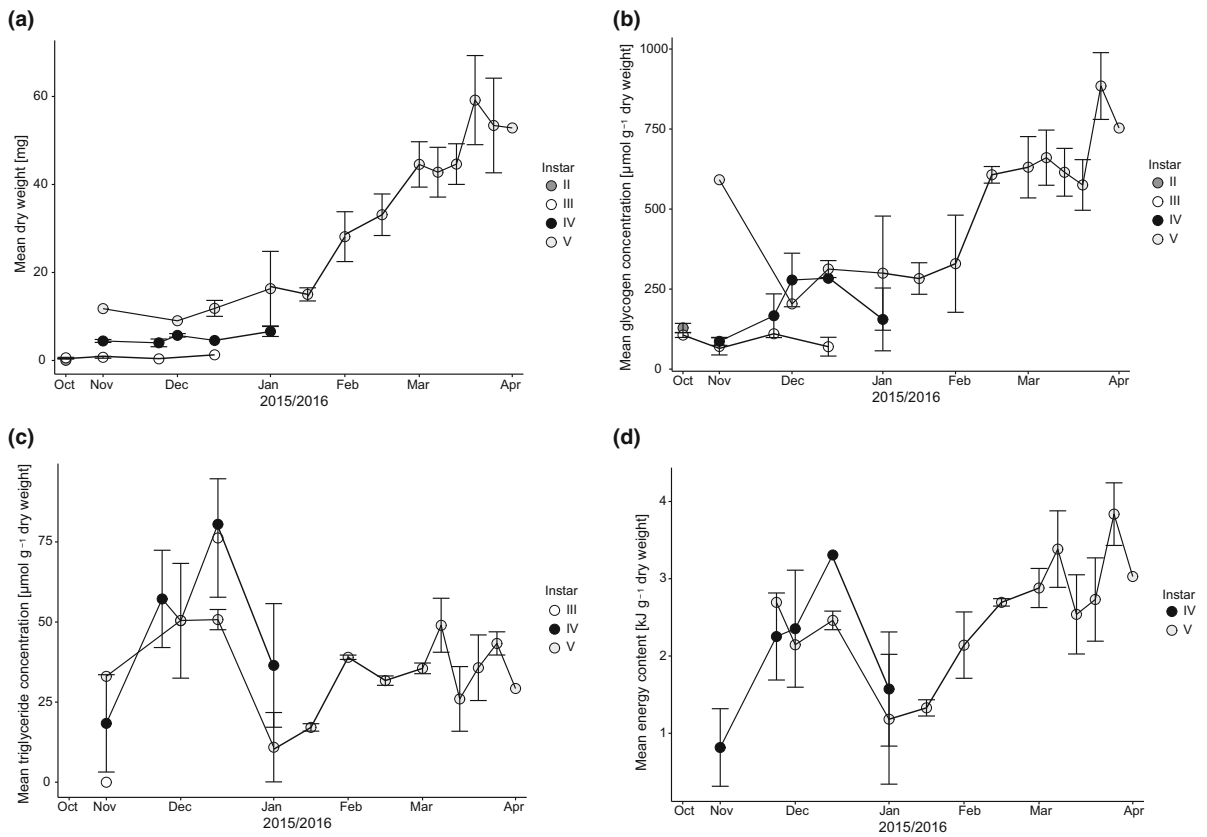 (a)
Mean dry weight [mg]
60
40
20
0
Oct Nov Dec Jan Feb Mar Apr
2015/2016
Instar
II
III
IV
V
(b)
Mean glycogen concentration [µmol g⁻¹ dry weight]
1000
750
500
250
0
Oct Nov Dec Jan Feb Mar Apr
2015/2016
Instar
II
III
IV
V
(c)
Mean triglyceride concentration [µmol g⁻¹ dry weight]
75
50
25
0
Oct Nov Dec Jan Feb Mar Apr
2015/2016
Instar
III
IV
V
(d)
Mean energy content [kJ g⁻¹ dry weight]
4
3
2
1
Oct Nov Dec Jan Feb Mar Apr
2015/2016
Instar
IV
V